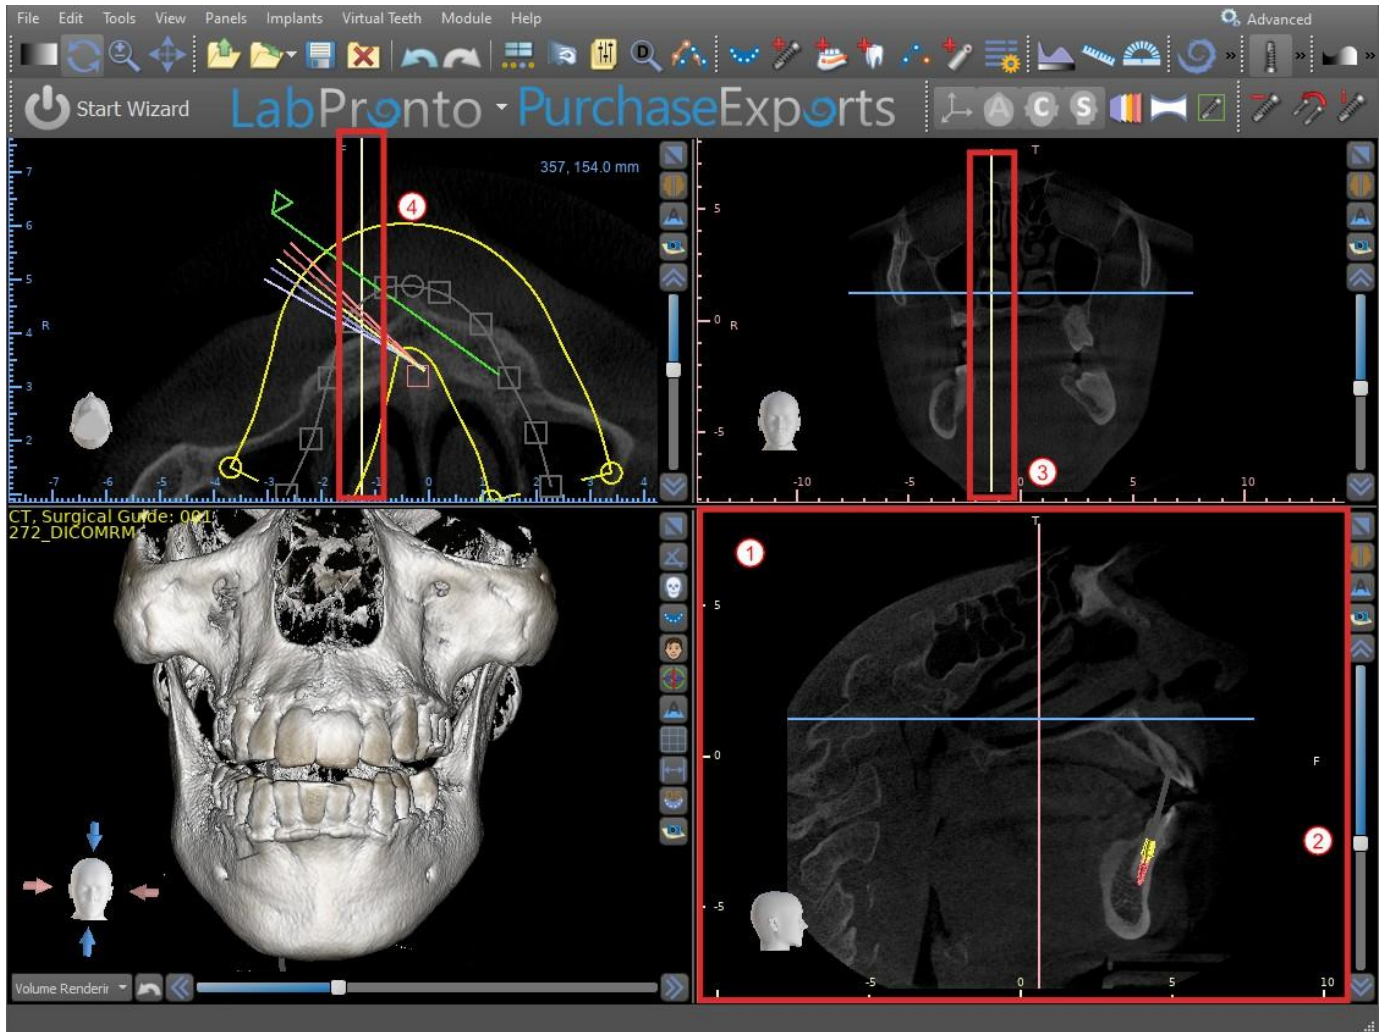 File Edit Tools View Panels Implants Virtual Teeth Module Help Advanced
Start Wizard LabPronto PurchaseExports
A C S
357, 154.0 mm
4
7
6
5
4 R
3
2
-7 -6 -5 -4 -3 -2 -1 0 1 2 3 4
T
5
0 R
-5
3
-10 -5 0 5 10
CT, Surgical Guide: 001
272_DICOMRM
Volume Renderir
1
T
5
0
F
2
-5
-5 0 5 10